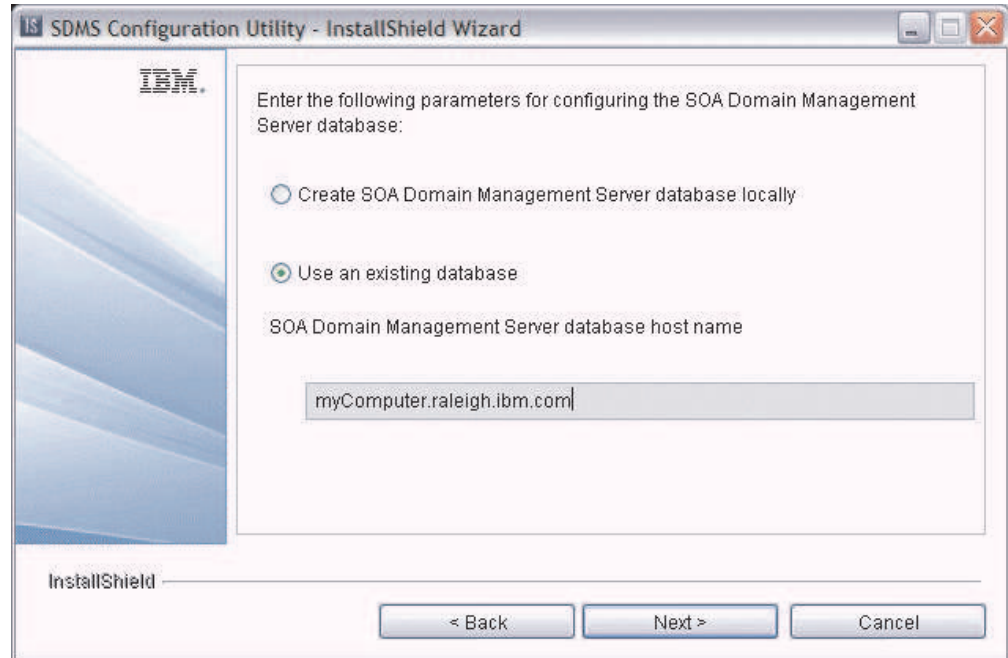 IS SDMS Configuration Utility - InstallShield Wizard
IBM.
Enter the following parameters for configuring the SOA Domain Management
Server database:
Create SOA Domain Management Server database locally
Use an existing database
SOA Domain Management Server database host name
myComputer.raleigh.ibm.com
InstallShield
< Back
Next >
Cancel